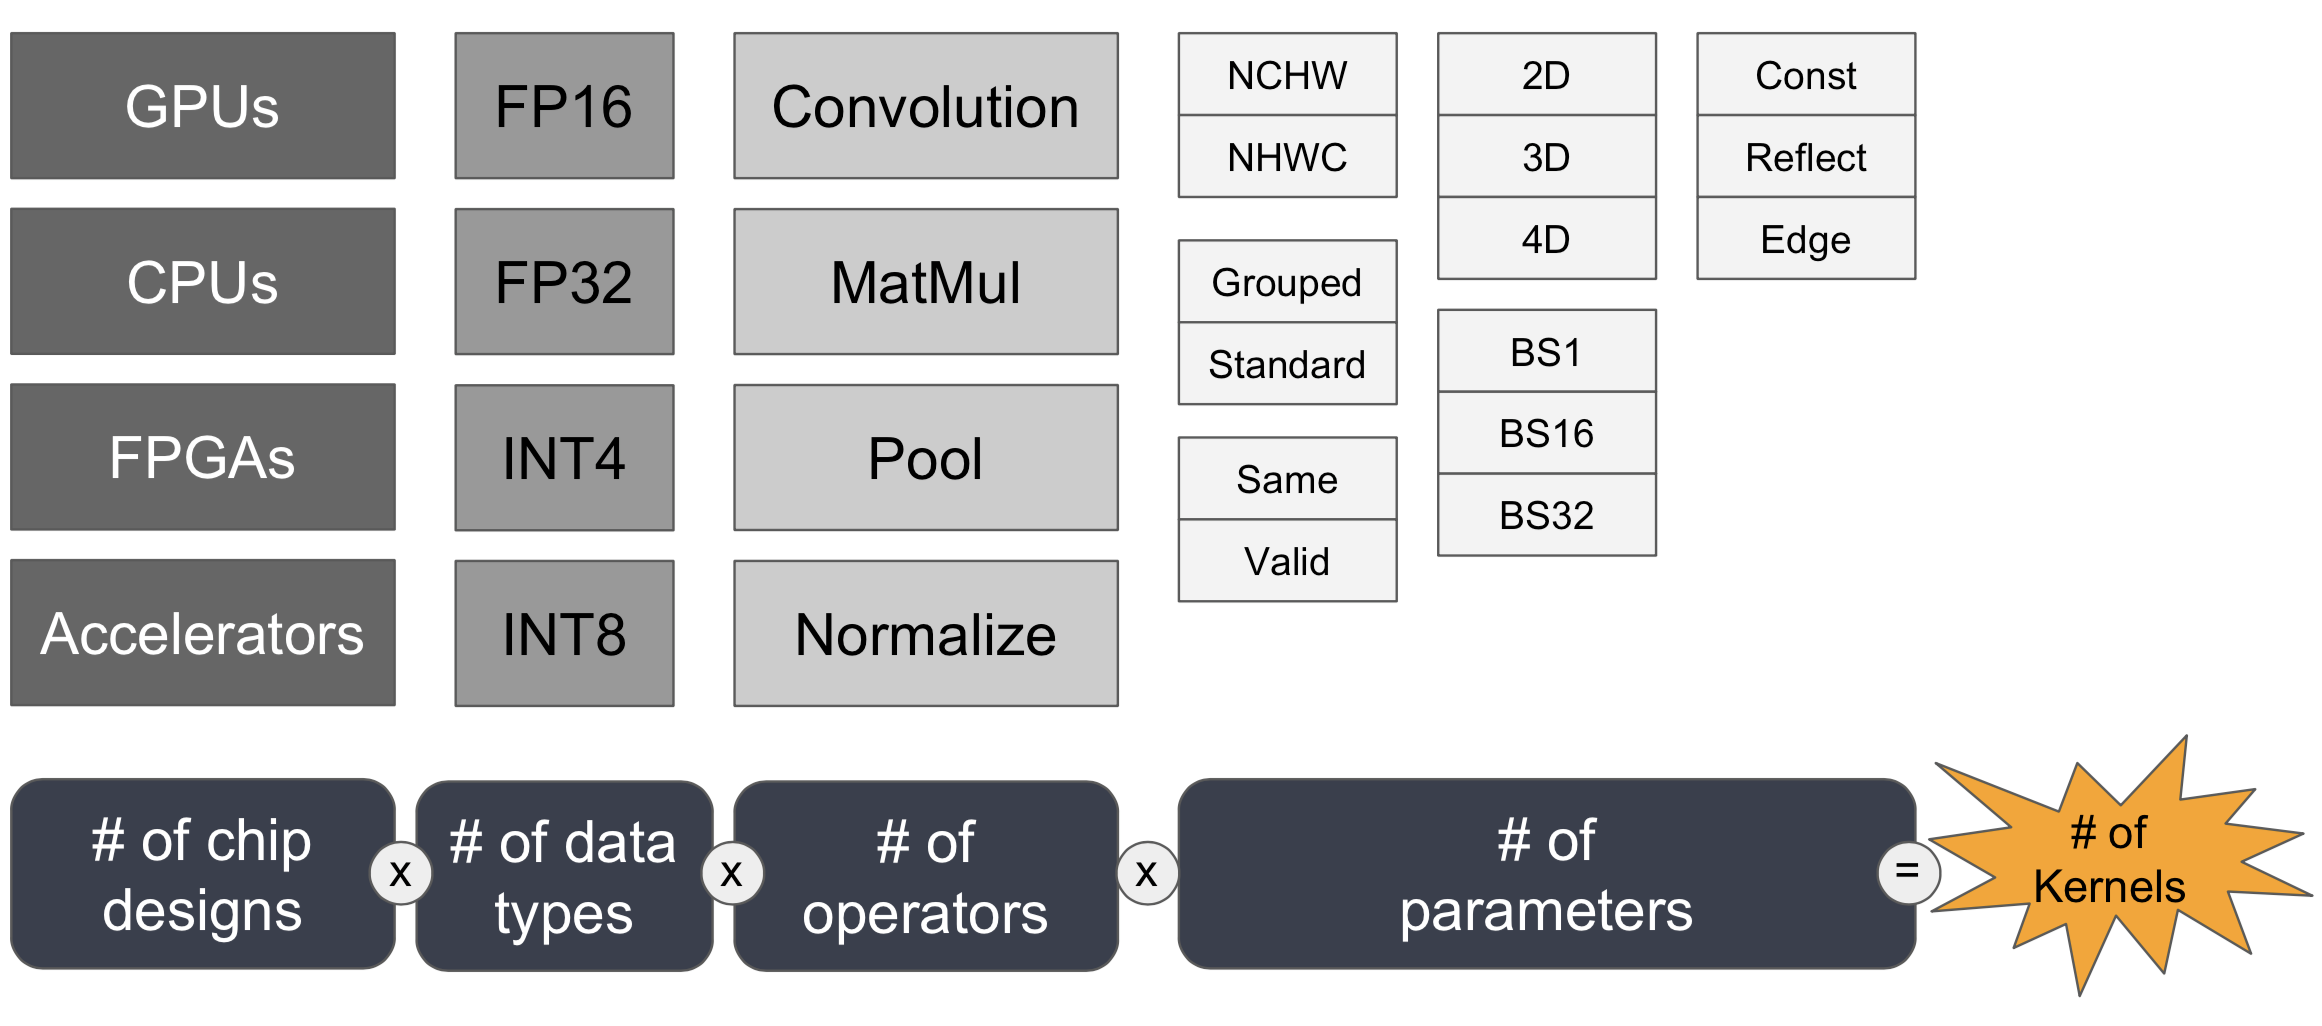 GPUs
CPUs
FPGAs
Accelerators
FP16
FP32
INT4
INT8
Convolution
MatMul
Pool
Normalize
NCHW
NHWC
Grouped
Standard
Same
Valid
2D
3D
4D
BS1
BS16
BS32
Const
Reflect
Edge
# of chip
designs
x
# of data
types
x
# of
operators
x
# of
parameters
=
# of
Kernels